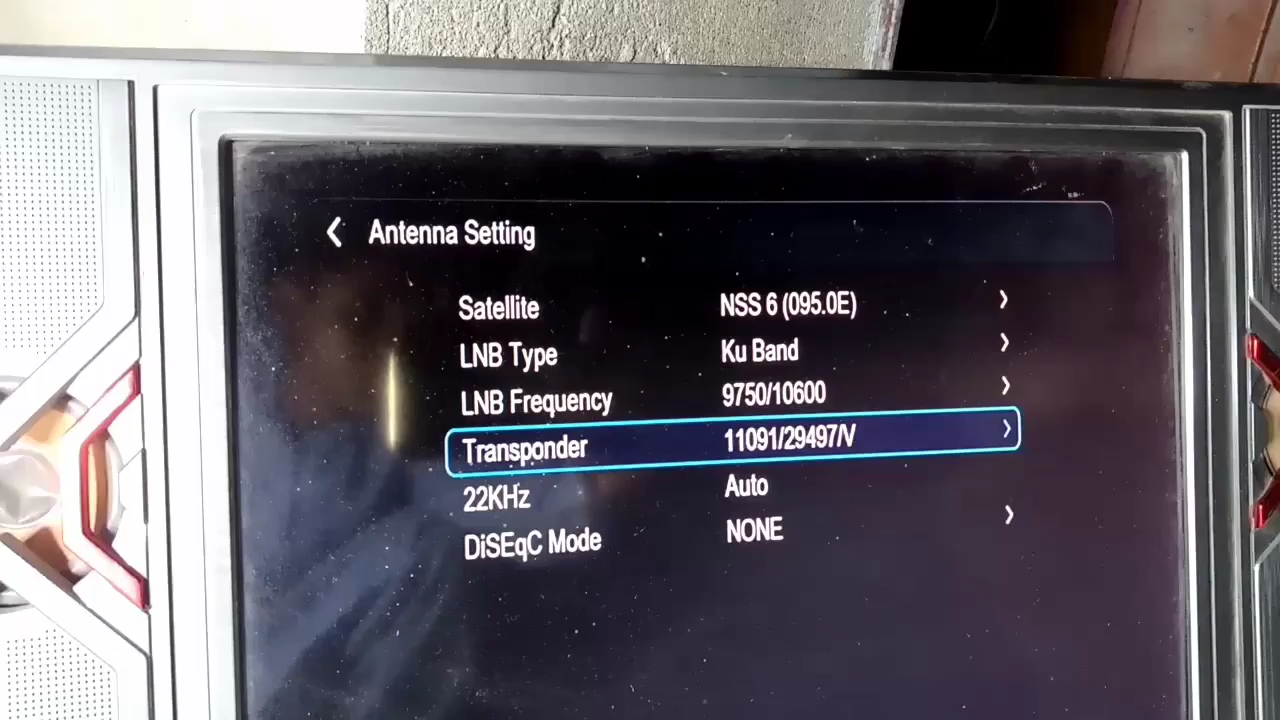 Antenna Setting
Satellite NSS 6 (095.0E)
LNB Type Ku Band
LNB Frequency 9750/10600
Transponder 11091/29497/V
22KHz Auto
DiSEqC Mode NONE